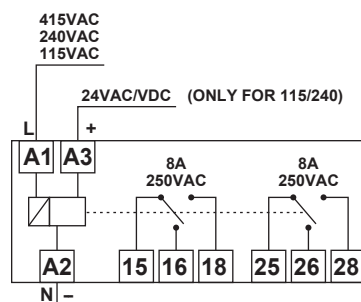 415VAC
240VAC
115VAC
24VAC/VDC (ONLY FOR 115/240)
L +
A1 A3
8A 8A
250VAC 250VAC
A2 15 16 18 25 26 28
N –